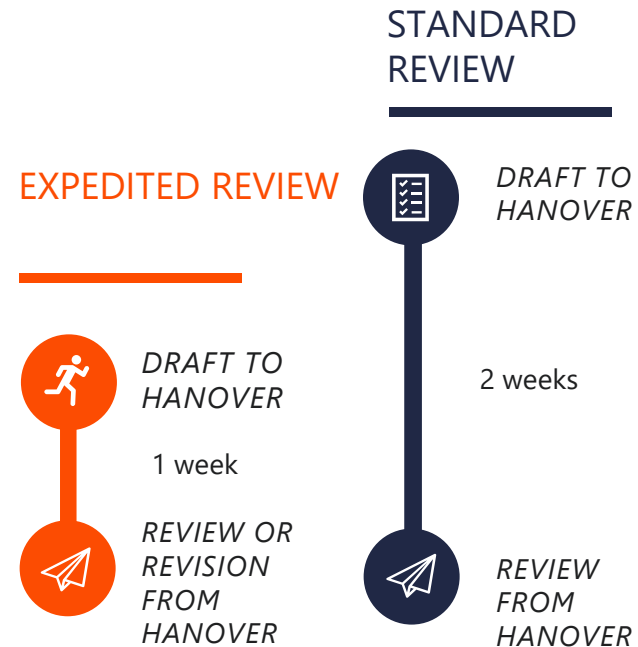 EXPEDITED REVIEW
DRAFT TO
HANOVER
1 week
REVIEW OR
REVISION
FROM
HANOVER
STANDARD
REVIEW
DRAFT TO
HANOVER
2 weeks
REVIEW
FROM
HANOVER